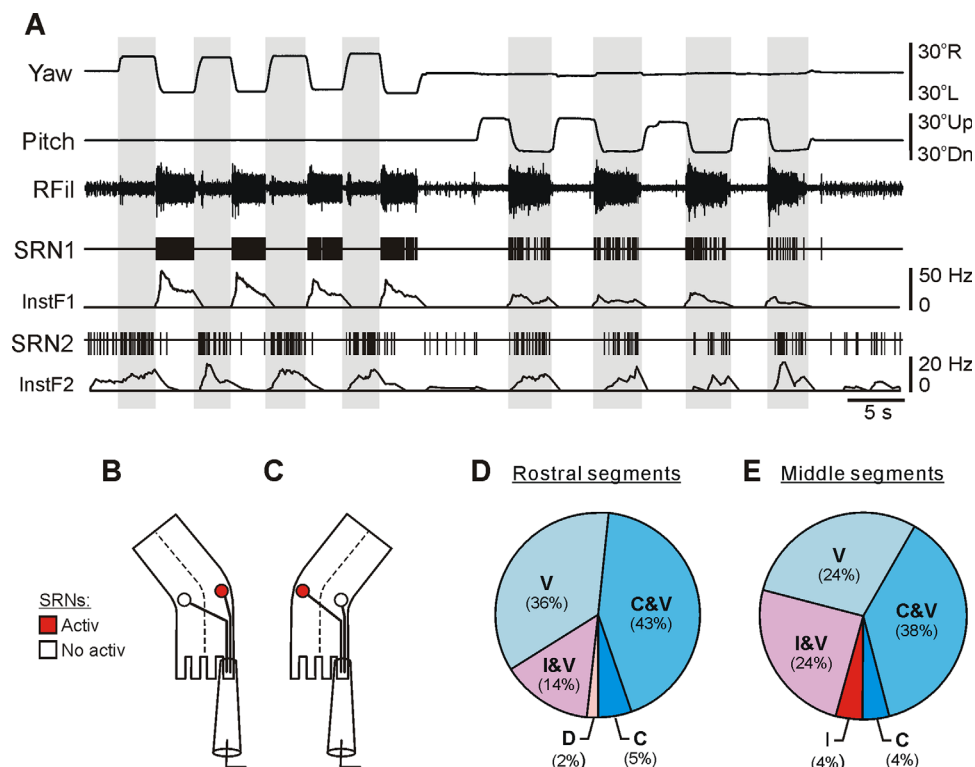 A
Yaw
30°R
30°L
Pitch
30°Up
30°Dn
RFil
SRN1
InstF1
50 Hz
0
SRN2
InstF2
20 Hz
0
5 s
B
C
SRNs:
Activ
No activ
D
Rostral segments
V
(36%)
C&V
(43%)
I&V
(14%)
D
(2%)
C
(5%)
E
Middle segments
V
(24%)
C&V
(38%)
I&V
(24%)
I
(4%)
C
(4%)